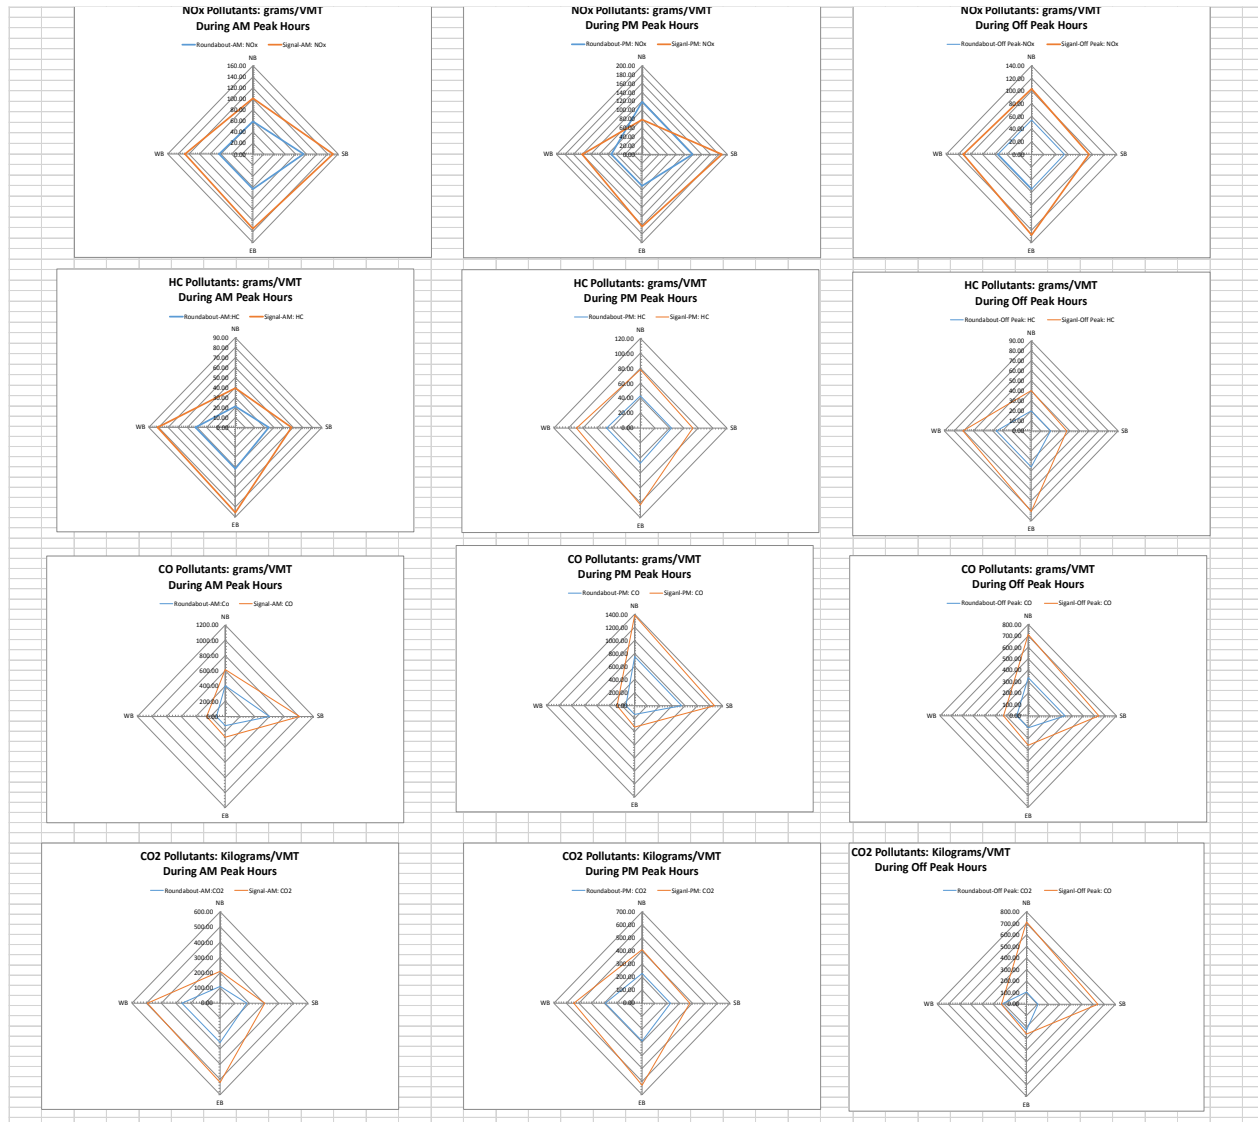 NOx Pollutants: grams/VMT
During AM Peak Hours
Roundabout-AM: NOx Signal-AM: NOx
NB
160.00
140.00
120.00
100.00
80.00
60.00
40.00
20.00
0.00
WB
SB
EB
NOx Pollutants: grams/VMT
During PM Peak Hours
Roundabout-PM: NOx Siganl-PM: NOx
NB
200.00
180.00
160.00
140.00
120.00
100.00
80.00
60.00
40.00
20.00
0.00
WB
SB
EB
NOx Pollutants: grams/VMT
During Off Peak Hours
Roundabout-Off Peak-NOx Siganl-Off Peak: NOx
NB
140.00
120.00
100.00
80.00
60.00
40.00
20.00
0.00
WB
SB
EB
HC Pollutants: grams/VMT
During AM Peak Hours
Roundabout-AM:HC Signal-AM: HC
NB
90.00
80.00
70.00
60.00
50.00
40.00
30.00
20.00
10.00
0.00
WB
SB
EB
HC Pollutants: grams/VMT
During PM Peak Hours
Roundabout-PM: HC Siganl-PM: HC
NB
120.00
100.00
80.00
60.00
40.00
20.00
0.00
WB
SB
EB
HC Pollutants: grams/VMT
During Off Peak Hours
Roundabout-Off Peak: HC Siganl-Off Peak: HC
NB
90.00
80.00
70.00
60.00
50.00
40.00
30.00
20.00
10.00
0.00
WB
SB
EB
CO Pollutants: grams/VMT
During AM Peak Hours
Roundabout-AM:Co Signal-AM: CO
NB
1200.00
1000.00
800.00
600.00
400.00
200.00
0.00
WB
SB
EB
CO Pollutants: grams/VMT
During PM Peak Hours
Roundabout-PM: CO Siganl-PM: CO
NB
1400.00
1200.00
1000.00
800.00
600.00
400.00
200.00
0.00
WB
SB
EB
CO Pollutants: grams/VMT
During Off Peak Hours
Roundabout-Off Peak: CO Siganl-Off Peak: CO
NB
800.00
700.00
600.00
500.00
400.00
300.00
200.00
100.00
0.00
WB
SB
EB
CO2 Pollutants: Kilograms/VMT
During AM Peak Hours
Roundabout-AM:CO2 Signal-AM: CO2
NB
600.00
500.00
400.00
300.00
200.00
100.00
0.00
WB
SB
EB
CO2 Pollutants: Kilograms/VMT
During PM Peak Hours
Roundabout-PM: CO2 Siganl-PM: CO2
NB
700.00
600.00
500.00
400.00
300.00
200.00
100.00
0.00
WB
SB
EB
CO2 Pollutants: Kilograms/VMT
During Off Peak Hours
Roundabout-Off Peak: CO2 Siganl-Off Peak: CO
NB
800.00
700.00
600.00
500.00
400.00
300.00
200.00
100.00
0.00
WB
SB
EB